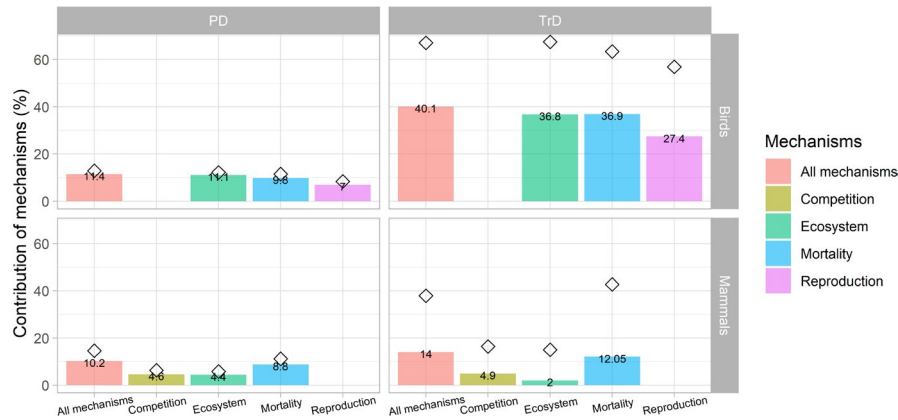 PD
TrD
Contribution of mechanisms (%)
60
40
20
0
11.4
11.1
9.8
7
40.1
36.8
36.9
27.4
Birds
60
40
20
0
10.2
4.6
4.4
8.8
14
4.9
2
12.05
Mammals
All mechanisms
Competition
Ecosystem
Mortality
Reproduction
All mechanisms
Competition
Ecosystem
Mortality
Reproduction
Mechanisms
All mechanisms
Competition
Ecosystem
Mortality
Reproduction